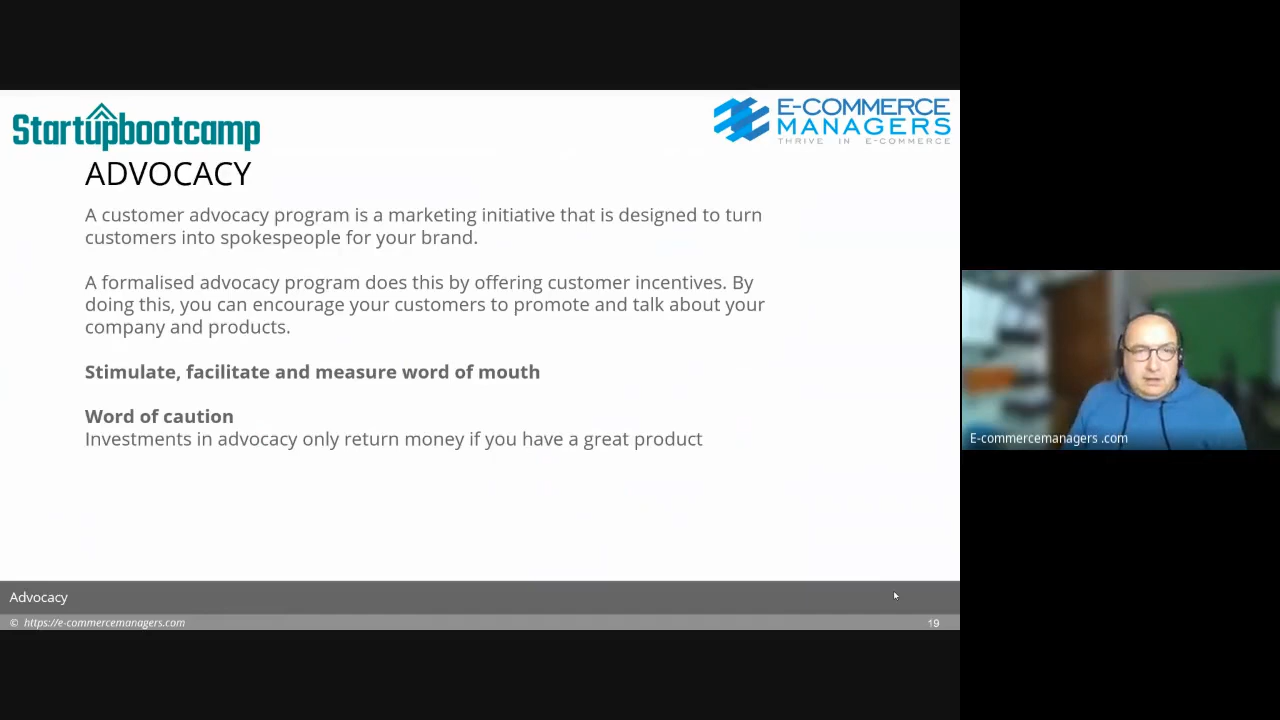 Startupbootcamp
E-COMMERCE
MANAGERS
THRIVE IN E-COMMERCE
ADVOCACY
A customer advocacy program is a marketing initiative that is designed to turn
customers into spokespeople for your brand.
A formalised advocacy program does this by offering customer incentives. By
doing this, you can encourage your customers to promote and talk about your
company and products.
Stimulate, facilitate and measure word of mouth
Word of caution
Investments in advocacy only return money if you have a great product
E-commercemanagers .com
Advocacy
© https://e-commercemanagers.com
19